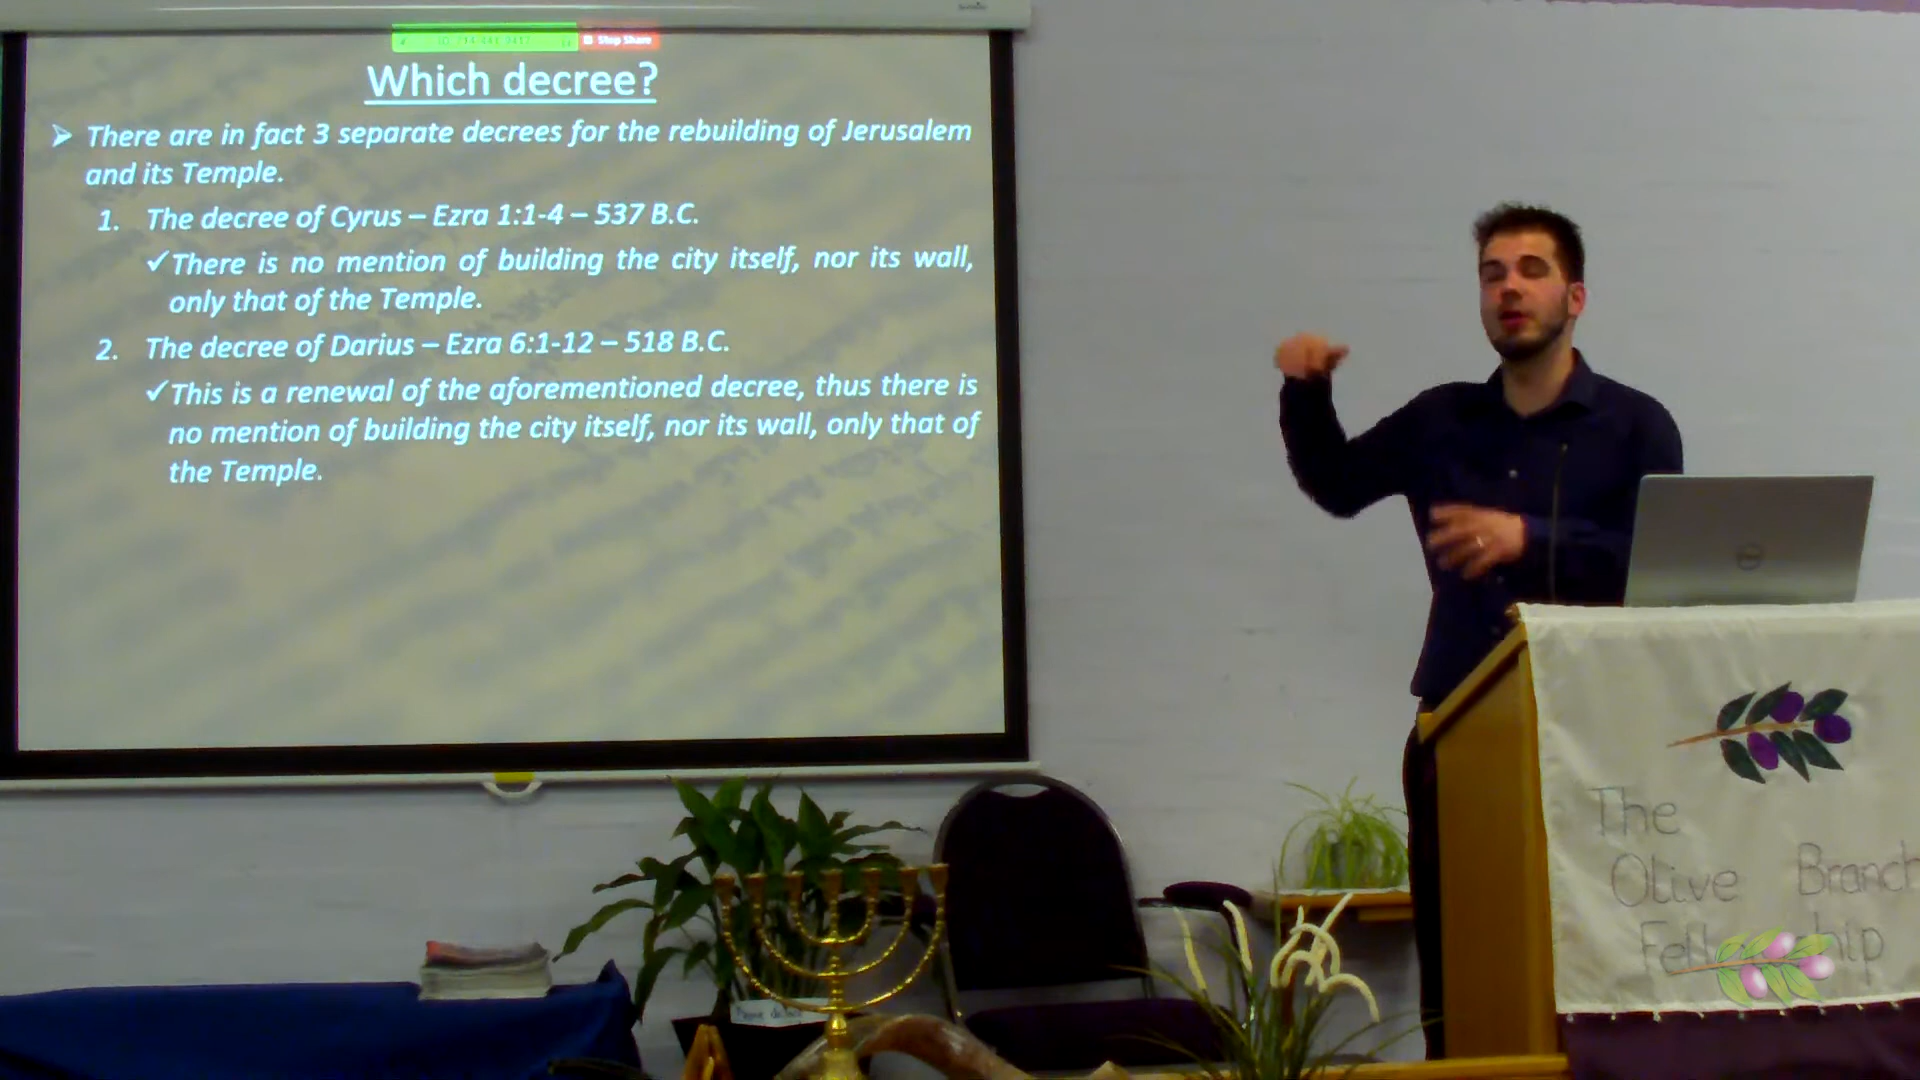 Stop Share
Which decree?
➢ There are in fact 3 separate decrees for the rebuilding of Jerusalem
and its Temple.
1. The decree of Cyrus – Ezra 1:1-4 – 537 B.C.
✓There is no mention of building the city itself, nor its wall,
only that of the Temple.
2. The decree of Darius – Ezra 6:1-12 – 518 B.C.
✓This is a renewal of the aforementioned decree, thus there is
no mention of building the city itself, nor its wall, only that of
the Temple.
The
Olive Branch